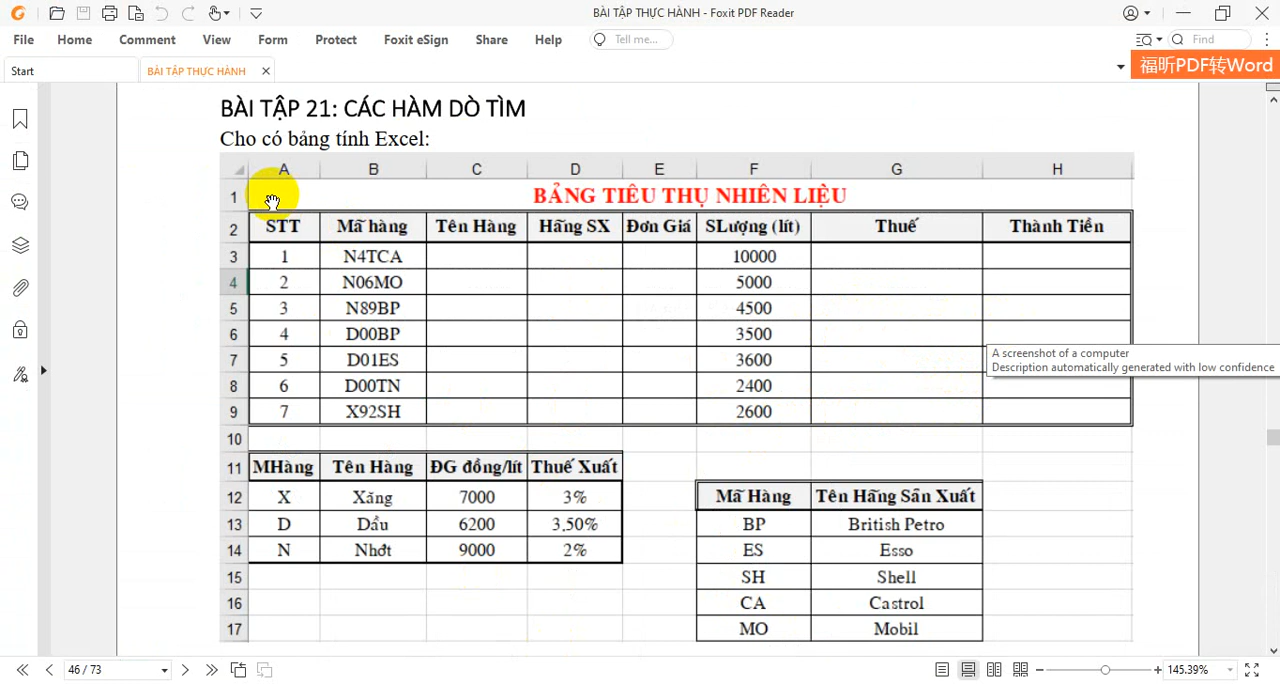 BÀI TẬP THỰC HÀNH - Foxit PDF Reader
File Home Comment View Form Protect Foxit eSign Share Help Tell me... Find
Start BÀI TẬP THỰC HÀNH 福昕PDF转Word
BÀI TẬP 21: CÁC HÀM DÒ TÌM
Cho có bảng tính Excel:
A B C D E F G H
1 BẢNG TIÊU THỤ NHIÊN LIỆU
2 STT Mã hàng Tên Hàng Hãng SX Đơn Giá SLượng (lít) Thuế Thành Tiền
3 1 N4TCA 10000
4 2 N06MO 5000
5 3 N89BP 4500
6 4 D00BP 3500
7 5 D01ES 3600
A screenshot of a computer
Description automatically generated with low confidence
8 6 D00TN 2400
9 7 X92SH 2600
10
11 MHàng Tên Hàng ĐG đồng/lít Thuế Xuất
12 X Xăng 7000 3% Mã Hàng Tên Hãng Sản Xuất
13 D Dầu 6200 3.50% BP British Petro
14 N Nhớt 9000 2% ES Esso
15 SH Shell
16 CA Castrol
17 MO Mobil
46 / 73 145.39%